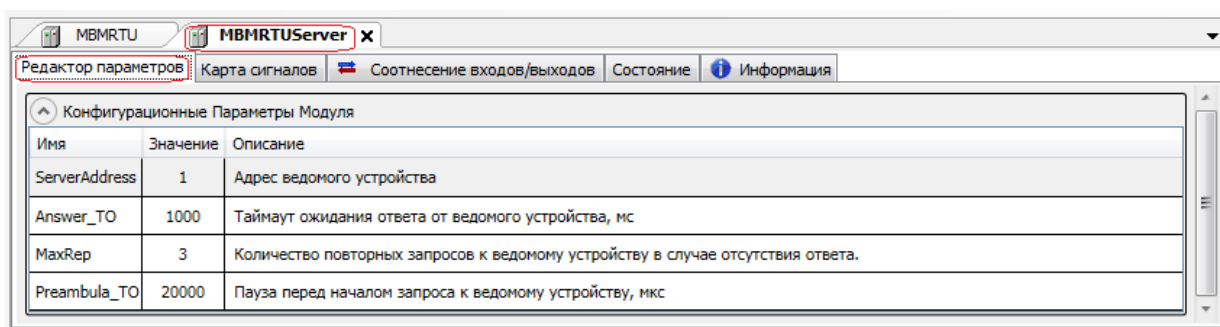 MBMRTU MBMRTUServer
Редактор параметров Карта сигналов Соотнесение входов/выходов Состояние Информация
Конфигурационные Параметры Модуля
Имя Значение Описание
ServerAddress 1 Адрес ведомого устройства
Answer_TO 1000 Таймаут ожидания ответа от ведомого устройства, мс
MaxRep 3 Количество повторных запросов к ведомому устройству в случае отсутствия ответа.
Preambula_TO 20000 Пауза перед началом запроса к ведомому устройству, мкс